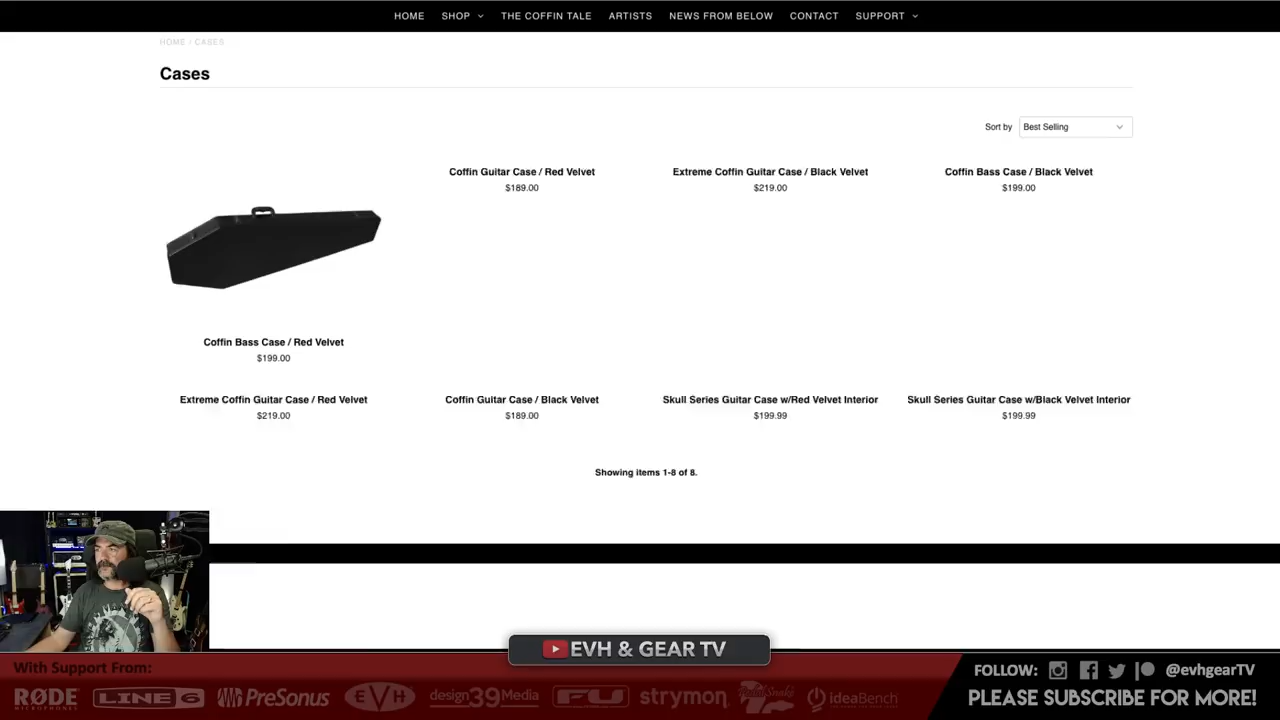 HOME SHOP THE COFFIN TALE ARTISTS NEWS FROM BELOW CONTACT SUPPORT
HOME / CASES
Cases
Sort by Best Selling
Coffin Guitar Case / Red Velvet
$189.00
Extreme Coffin Guitar Case / Black Velvet
$219.00
Coffin Bass Case / Black Velvet
$199.00
Coffin Bass Case / Red Velvet
$199.00
Extreme Coffin Guitar Case / Red Velvet
$219.00
Coffin Guitar Case / Black Velvet
$189.00
Skull Series Guitar Case w/Red Velvet Interior
$199.99
Skull Series Guitar Case w/Black Velvet Interior
$199.99
Showing items 1-8 of 8.
EVH & GEAR TV
With Support From:
RØDE MICROPHONES LINE 6 PreSonus EVH design39Media FU strymon PedalSnake ideaBench
FOLLOW: @evhgearTV
PLEASE SUBSCRIBE FOR MORE!